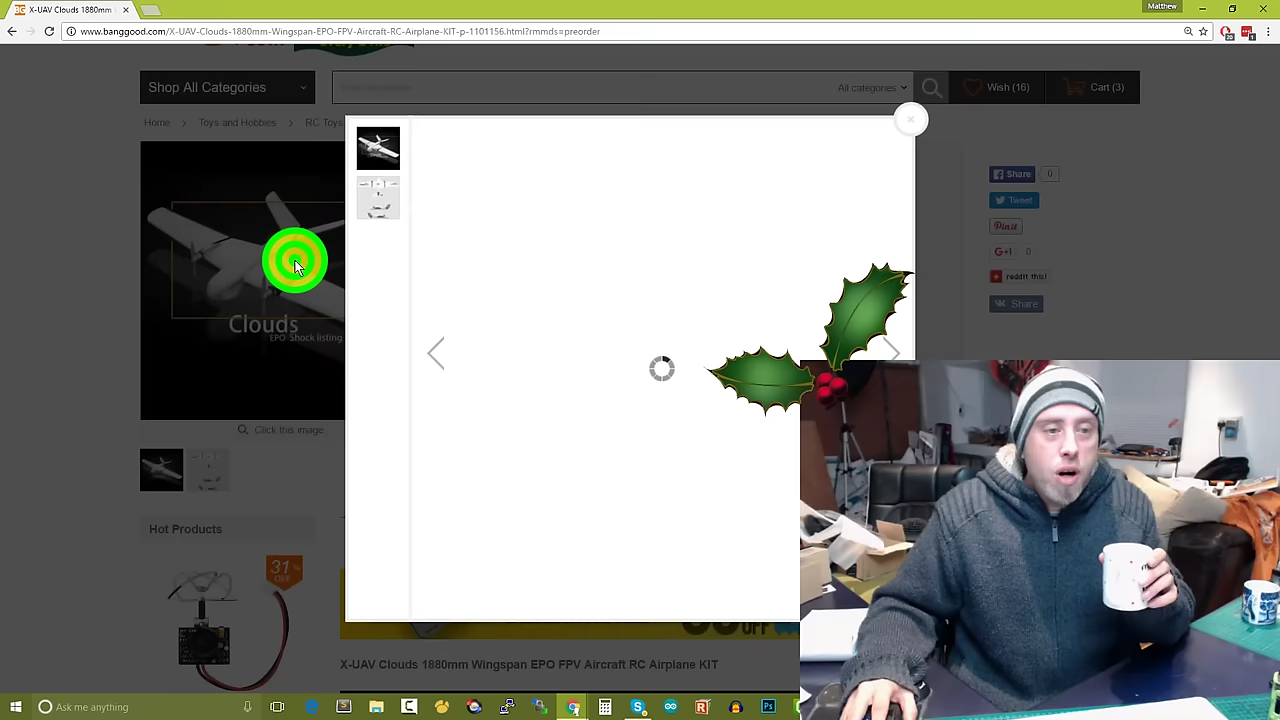 X-UAV Clouds 1880mm
Matthew
www.banggood.com/X-UAV-Clouds-1880mm-Wingspan-EPO-FPV-Aircraft-RC-Airplane-KIT-p-1101156.html?rmmds=preorder
Shop All Categories
All categories
Wish (16)
Cart (3)
Home
Toys and Hobbies
RC Toys
Share
0
Tweet
Pin it
G+1
0
reddit this!
Share
Clouds
EPO Shock listing
Click this image
Hot Products
31%
OFF
OFF
X-UAV Clouds 1880mm Wingspan EPO FPV Aircraft RC Airplane KIT
Ask me anything